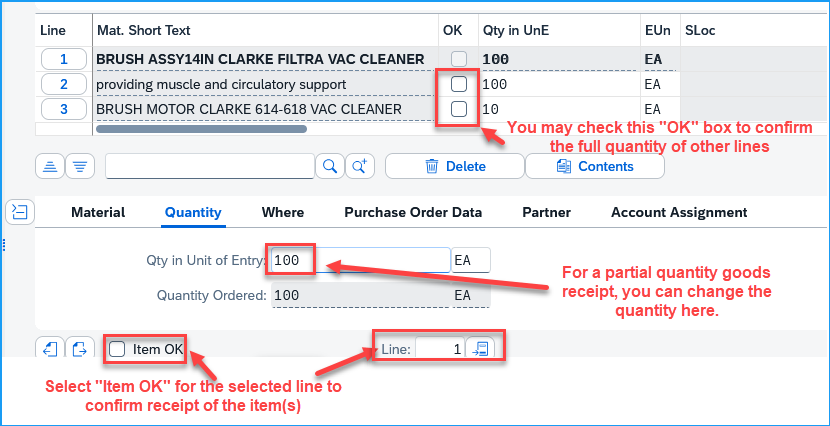 Line Mat. Short Text OK Qty in UnE EUn SLoc
1 BRUSH ASSY14IN CLARKE FILTRA VAC CLEANER 100 EA
2 providing muscle and circulatory support 100 EA
3 BRUSH MOTOR CLARKE 614-618 VAC CLEANER 10 EA
You may check this "OK" box to confirm
the full quantity of other lines
Delete Contents
Material Quantity Where Purchase Order Data Partner Account Assignment
Qty in Unit of Entry: 100 EA
Quantity Ordered: 100 EA
For a partial quantity goods
receipt, you can change the
quantity here.
Item OK Line: 1
Select "Item OK" for the selected line to
confirm receipt of the item(s)